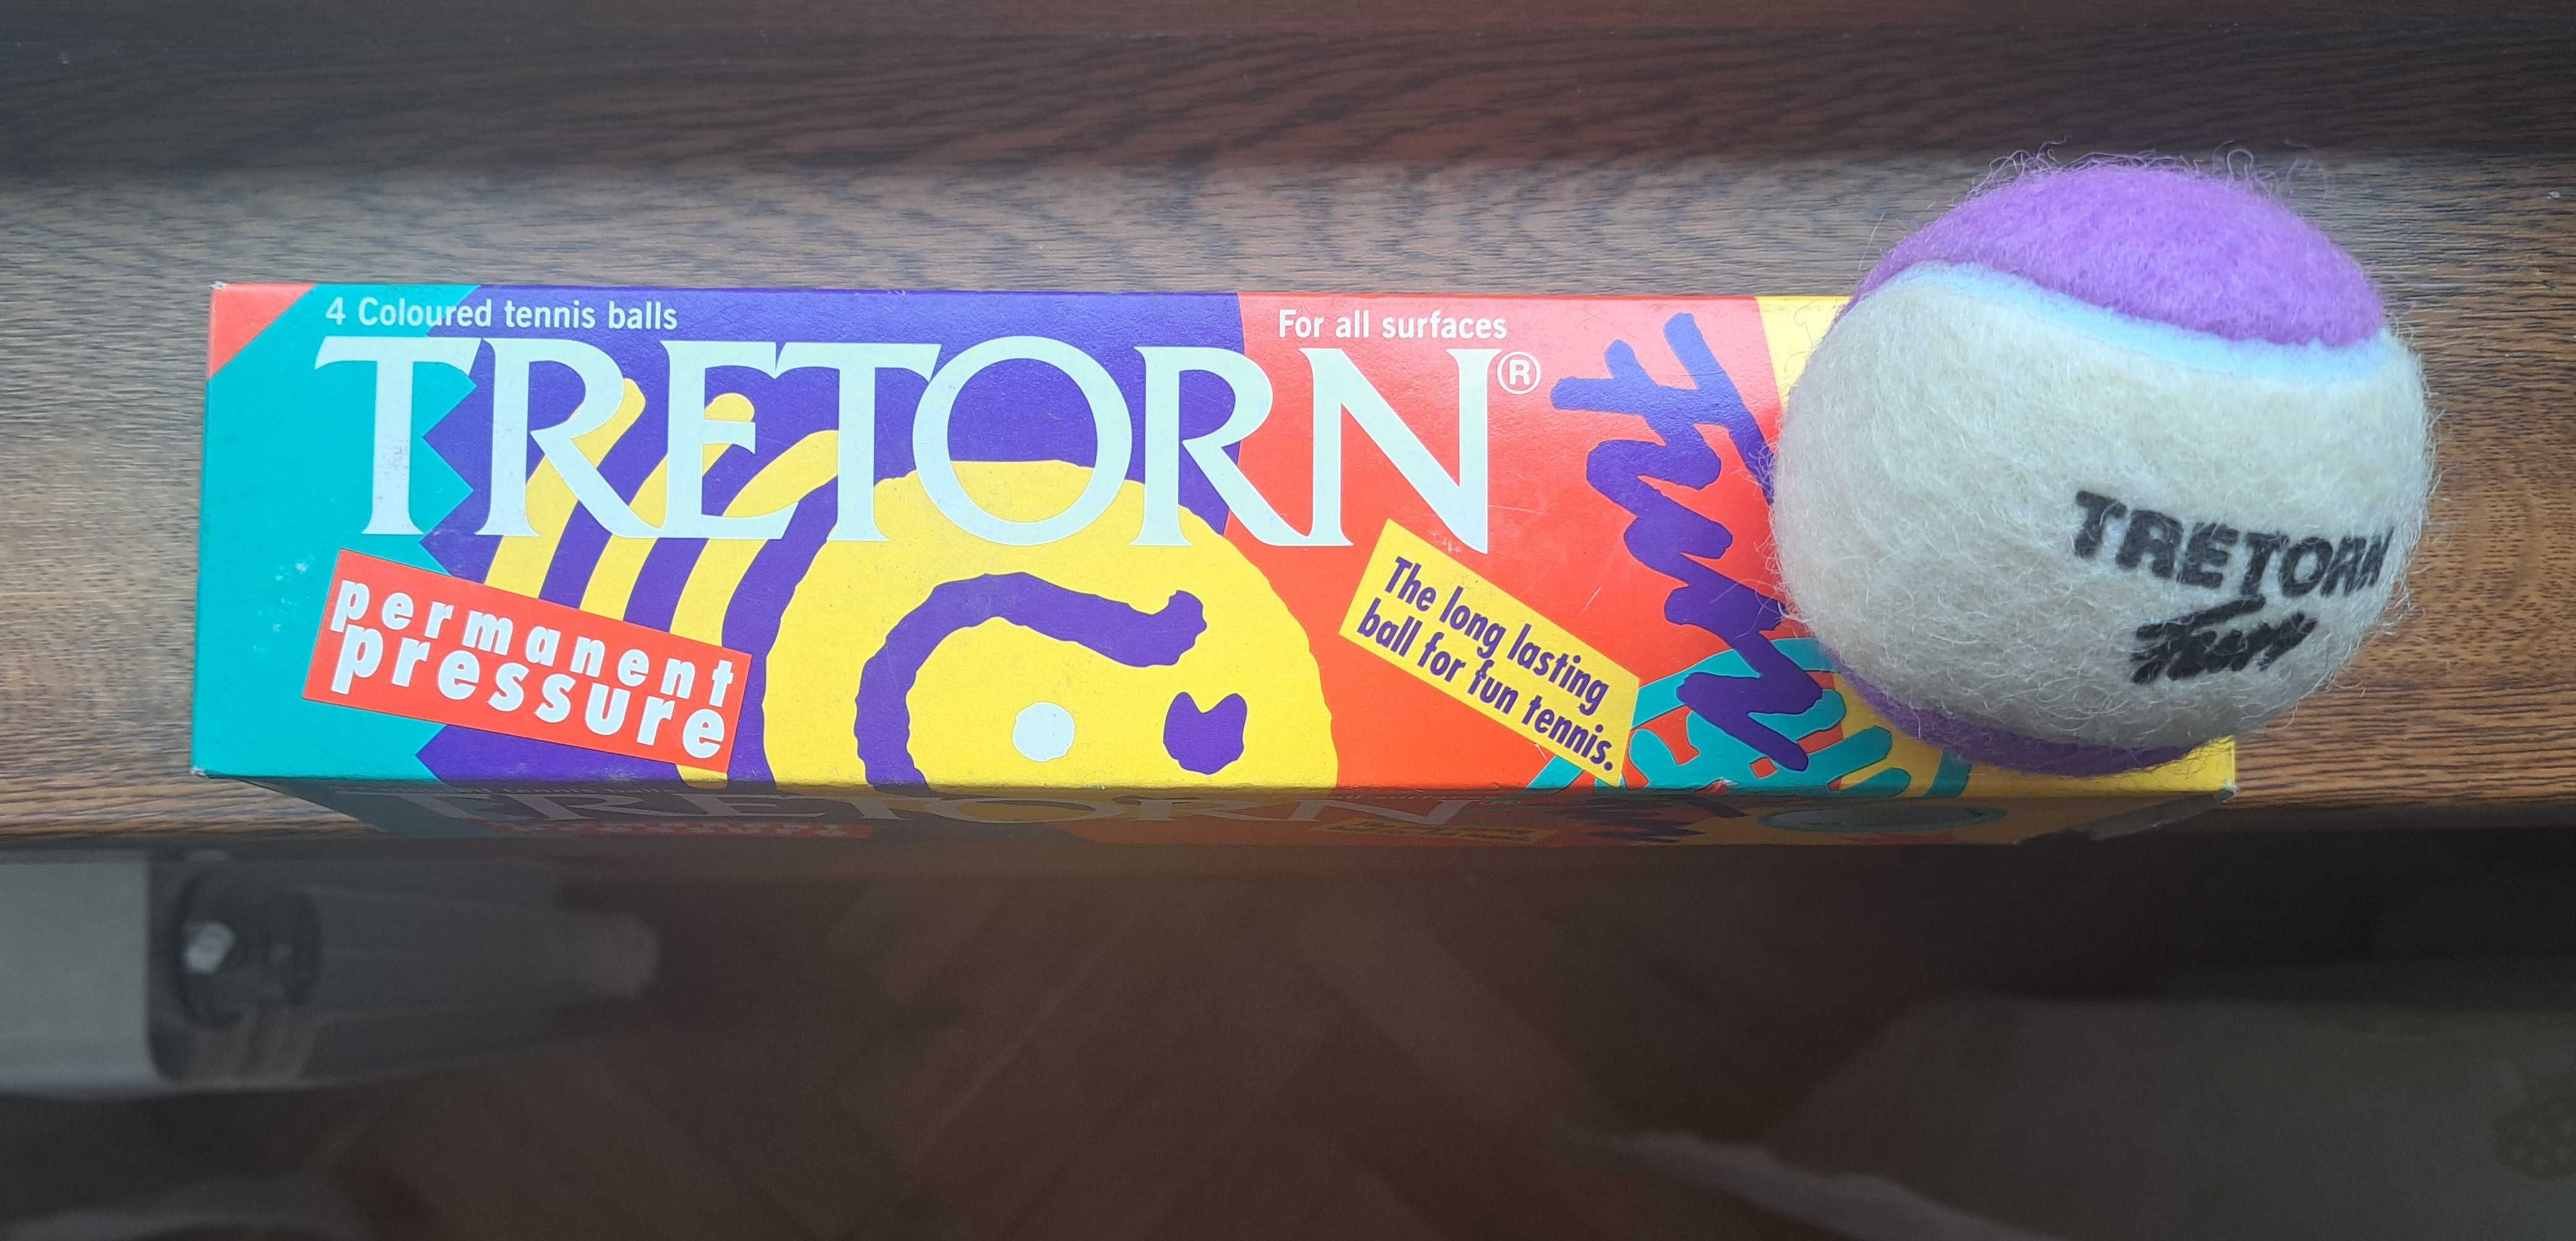 4 Coloured tennis balls
For all surfaces
TRETORN®
Fun
permanent
pressure
The long lasting
ball for fun tennis.
TRETORN
Fun
TRETORN